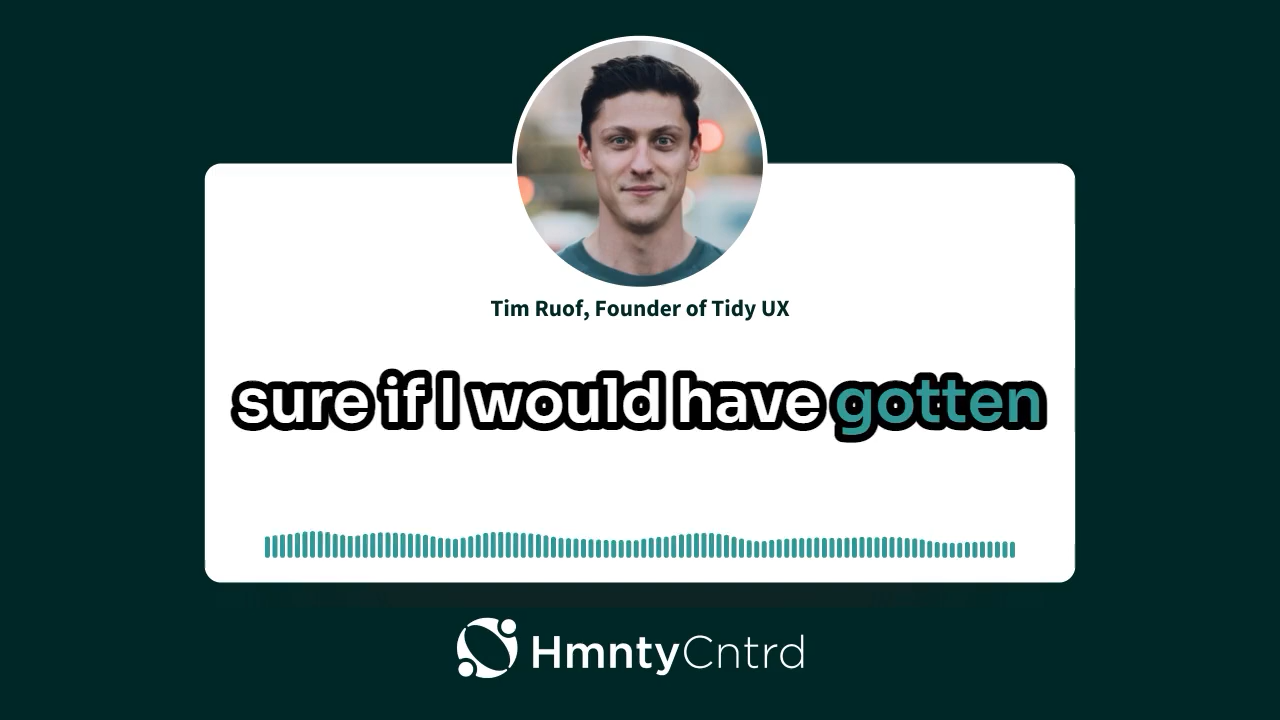 Tim Ruof, Founder of Tidy UX
sure if I would have gotten
HmntyCntrd